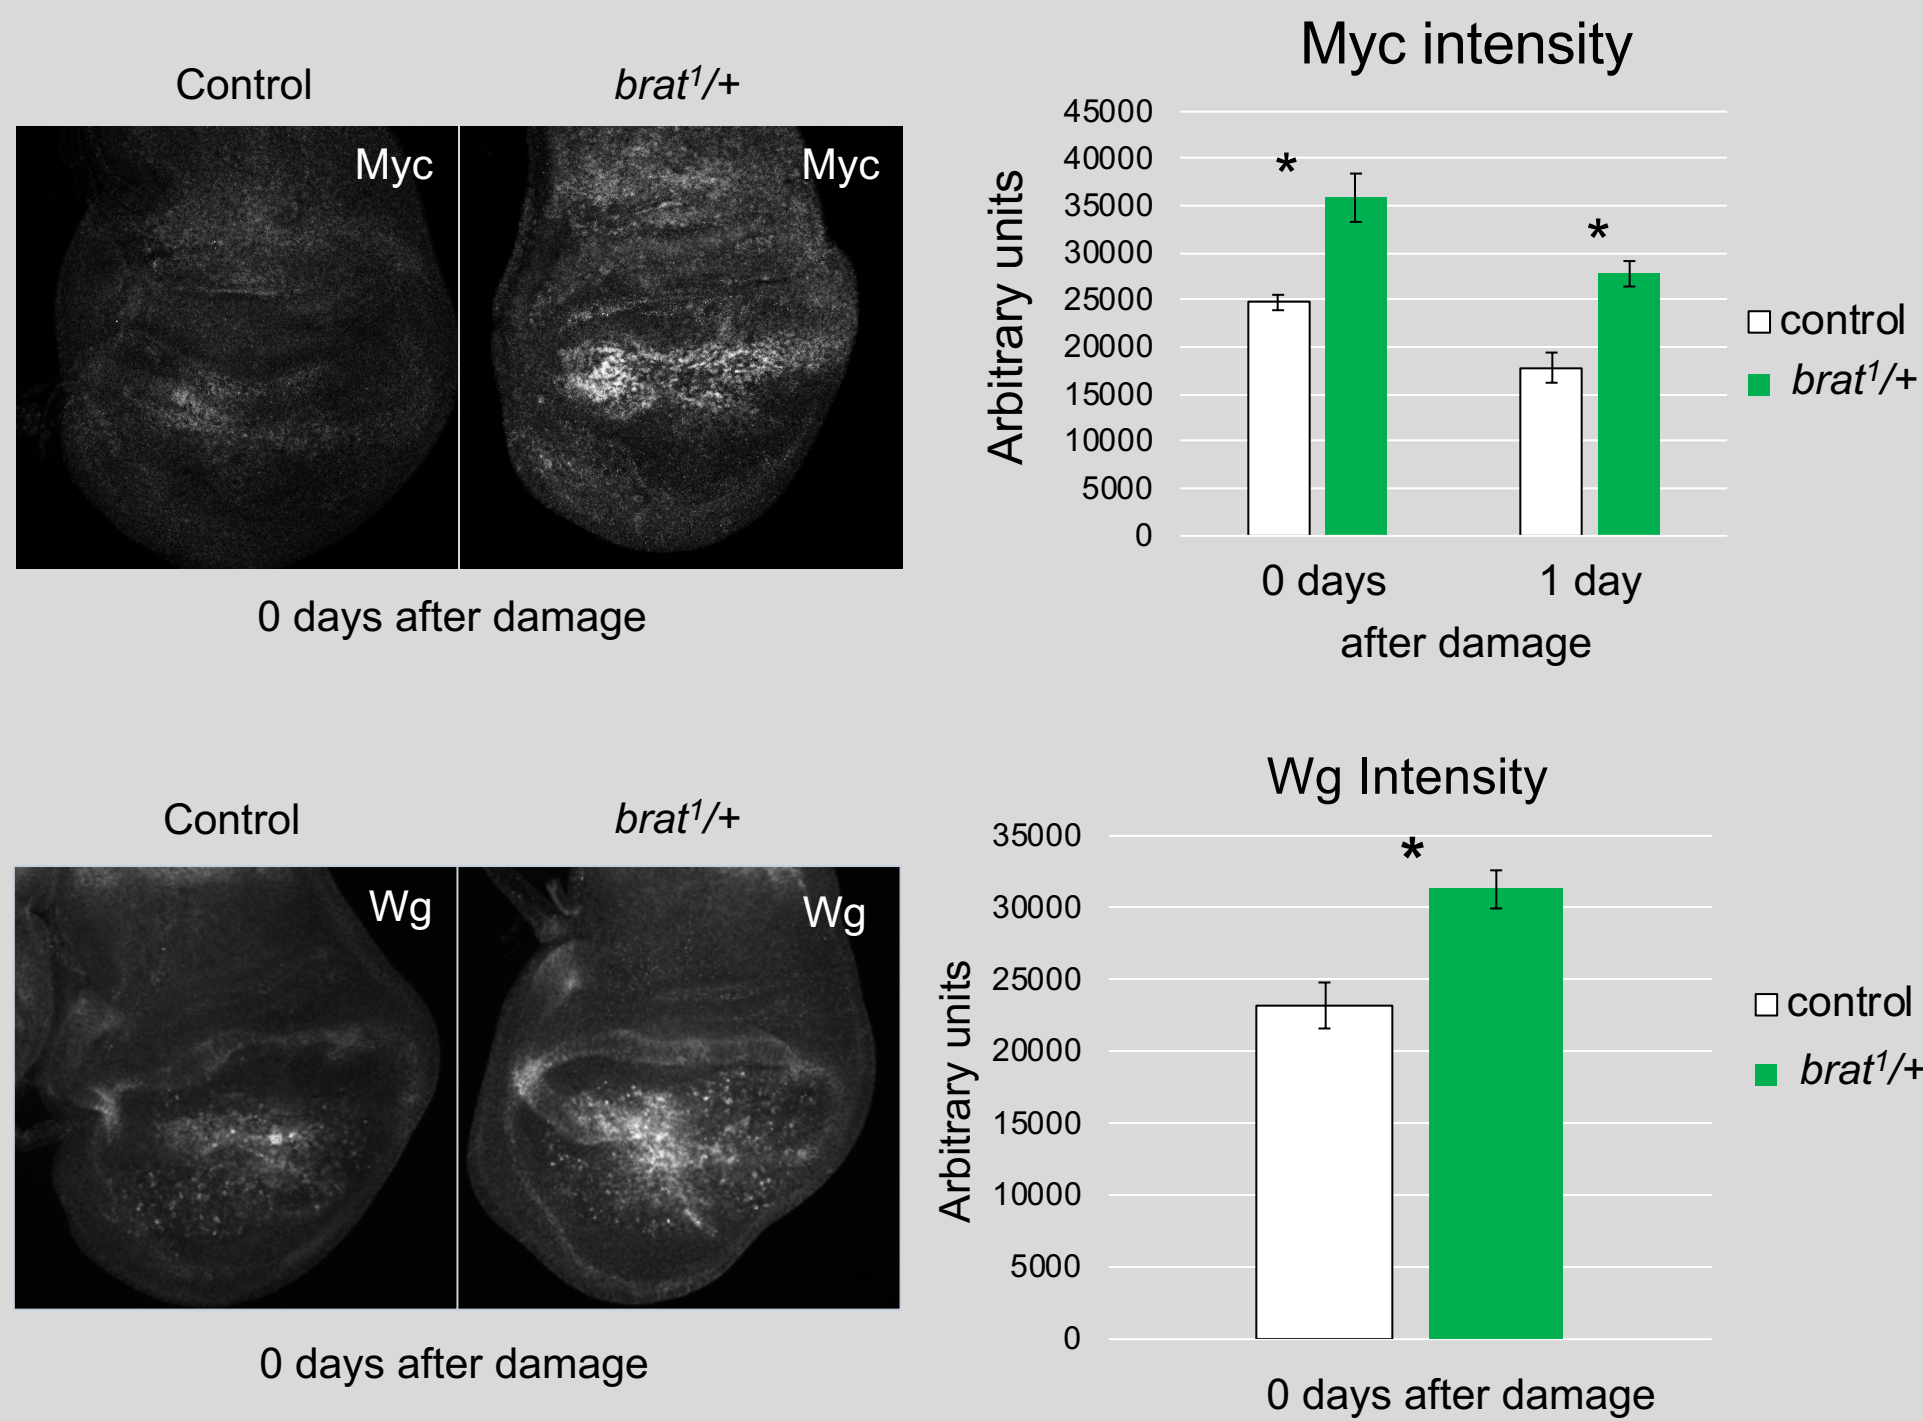 Control
brat¹/+
Myc
Myc
0 days after damage
Myc intensity
Arbitrary units
45000
40000
35000
30000
25000
20000
15000
10000
5000
0
*
*
0 days
1 day
after damage
control
brat¹/+
Control
brat¹/+
Wg
Wg
0 days after damage
Wg Intensity
Arbitrary units
35000
30000
25000
20000
15000
10000
5000
0
*
0 days after damage
control
brat¹/+